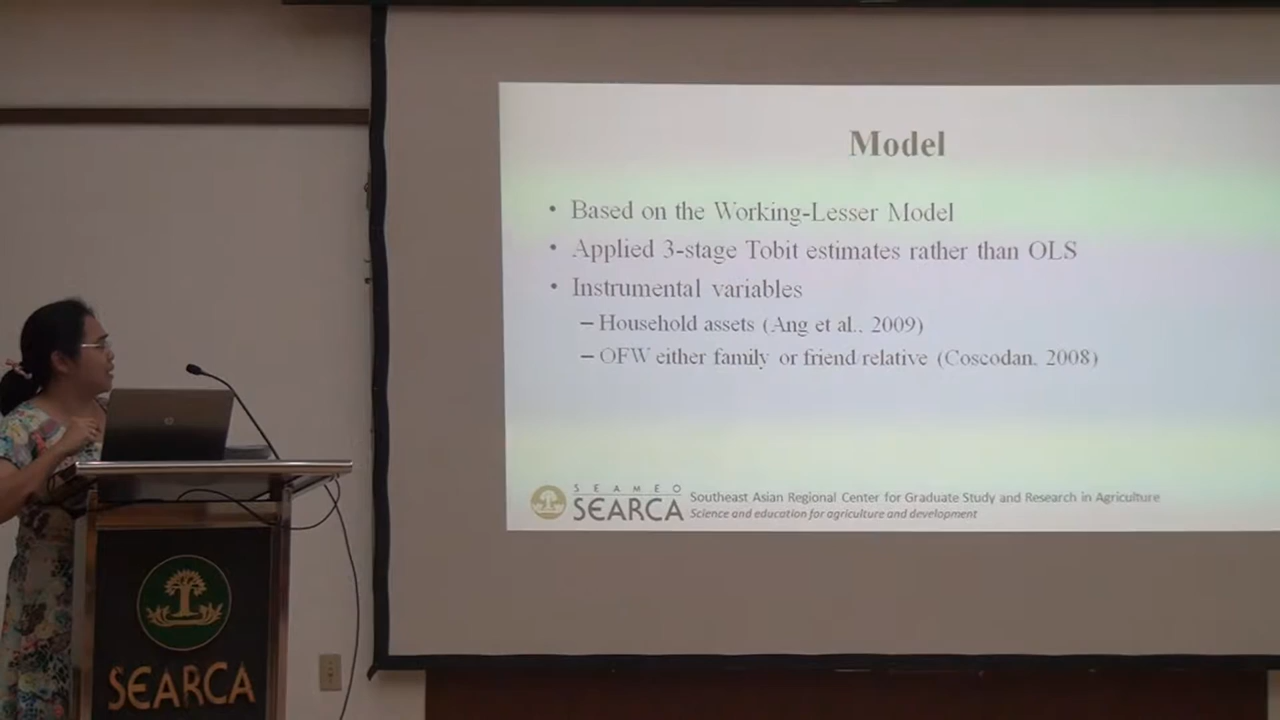 Model
• Based on the Working-Lesser Model
• Applied 3-stage Tobit estimates rather than OLS
• Instrumental variables
– Household assets (Ang et al., 2009)
– OFW either family or friend relative (Coscodan, 2008)
SEAMEO
SEARCA
Southeast Asian Regional Center for Graduate Study and Research in Agriculture
Science and education for agriculture and development
hp
SEARCA